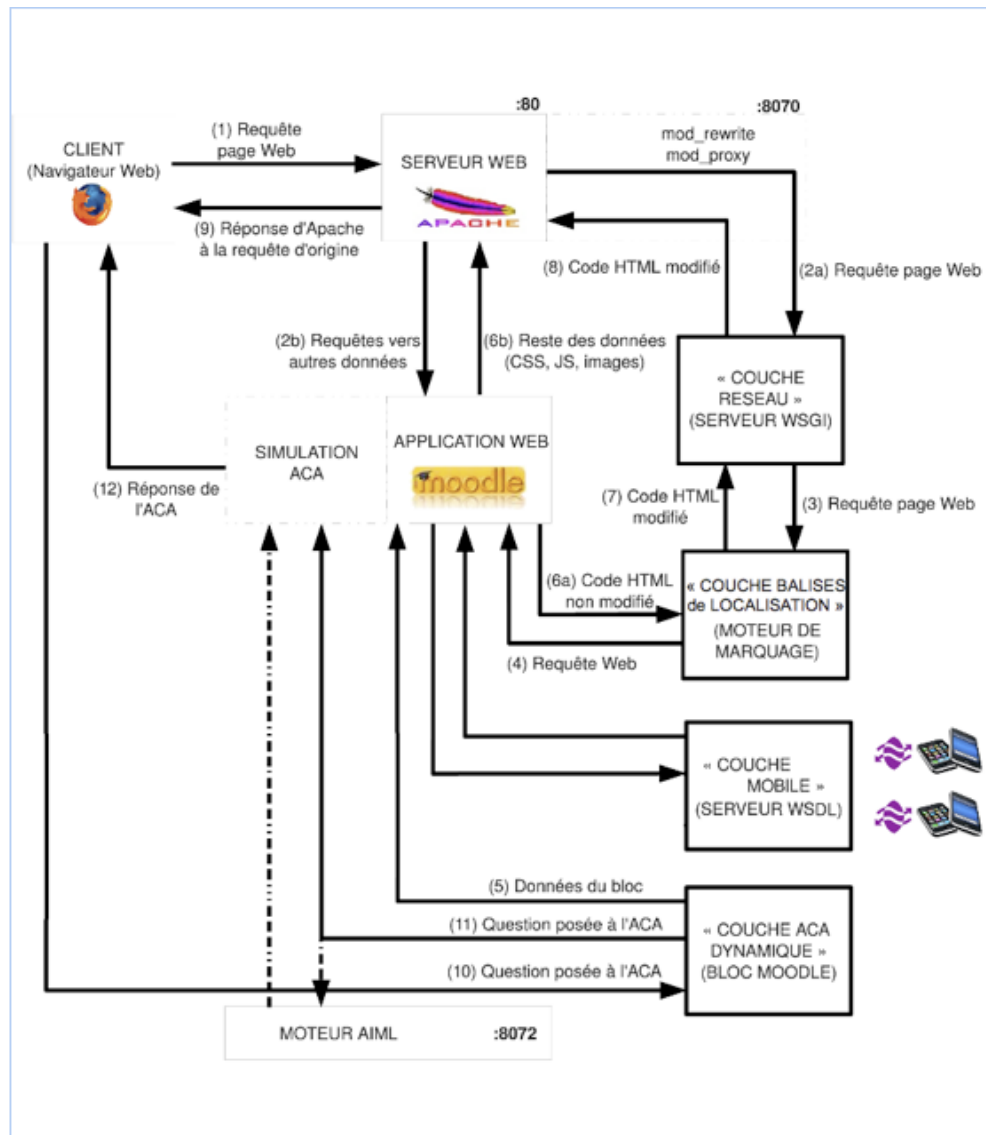 :80
:8070
CLIENT
(Navigateur Web)
(1) Requête
page Web
SERVEUR WEB
APACHE
mod_rewrite
mod_proxy
(9) Réponse d'Apache
à la requête d'origine
(8) Code HTML modifié
(2a) Requête page Web
(2b) Requêtes vers
autres données
(6b) Reste des données
(CSS, JS, images)
« COUCHE
RESEAU »
(SERVEUR WSGI)
SIMULATION
ACA
APPLICATION WEB
moodle
(12) Réponse de
l'ACA
(7) Code HTML
modifié
(3) Requête page Web
(6a) Code HTML
non modifié
« COUCHE BALISES
de LOCALISATION »
(MOTEUR DE
MARQUAGE)
(4) Requête Web
« COUCHE
MOBILE »
(SERVEUR WSDL)
(5) Données du bloc
(11) Question posée à l'ACA
« COUCHE ACA
DYNAMIQUE »
(BLOC MOODLE)
(10) Question posée à l'ACA
MOTEUR AIML
:8072